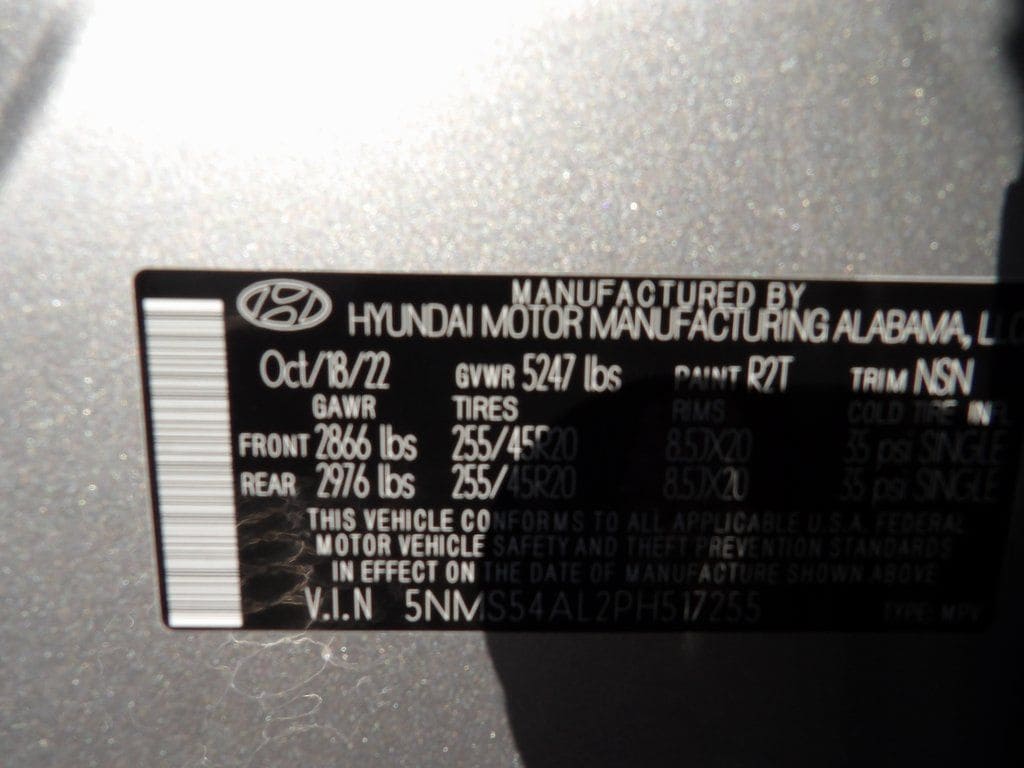 MANUFACTURED BY
HYUNDAI MOTOR MANUFACTURING ALABAMA, LLC
Oct/18/22 GVWR 5247 lbs PAINT R2T TRIM NSN
GAWR TIRES RIMS COLD TIRE INFL
FRONT 2866 lbs 255/45R20 8.5JX20 35 psi SINGLE
REAR 2976 lbs 255/45R20 8.5JX20 35 psi SINGLE
THIS VEHICLE CONFORMS TO ALL APPLICABLE U.S.A. FEDERAL
MOTOR VEHICLE SAFETY AND THEFT PREVENTION STANDARDS
IN EFFECT ON THE DATE OF MANUFACTURE SHOWN ABOVE
V.I.N 5NMS54AL2PH517255 TYPE: MPV